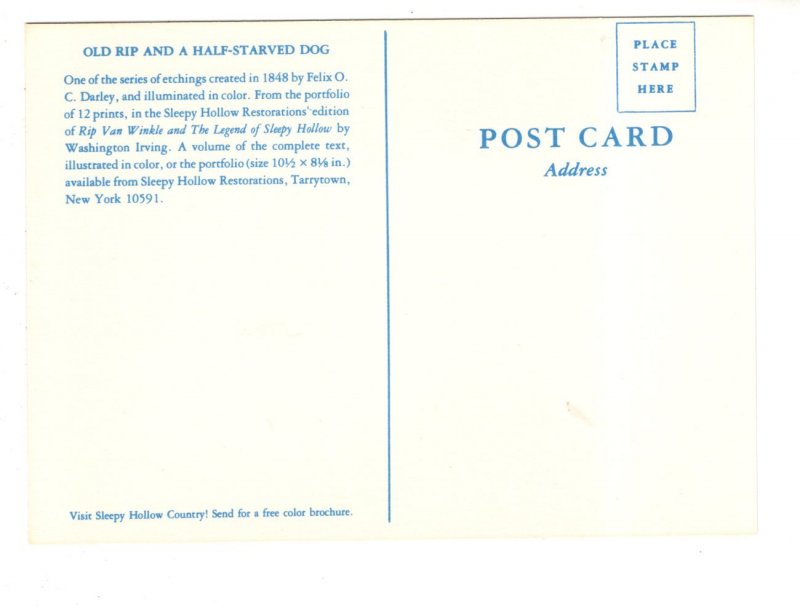 OLD RIP AND A HALF-STARVED DOG
One of the series of etchings created in 1848 by Felix O.
C. Darley, and illuminated in color. From the portfolio
of 12 prints, in the Sleepy Hollow Restorations' edition
of Rip Van Winkle and The Legend of Sleepy Hollow by
Washington Irving. A volume of the complete text,
illustrated in color, or the portfolio (size 10½ × 8⅛ in.)
available from Sleepy Hollow Restorations, Tarrytown,
New York 10591.
Visit Sleepy Hollow Country! Send for a free color brochure.
PLACE
STAMP
HERE
POST CARD
Address